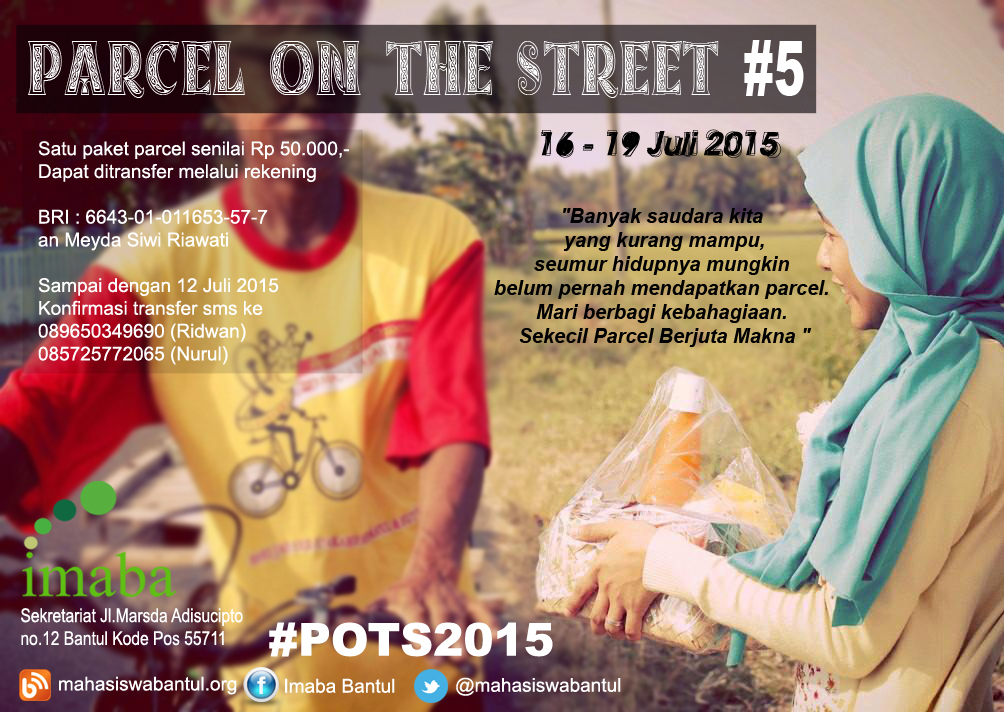 PARCEL ON THE STREET #5
16 - 19 Juli 2015
Satu paket parcel senilai Rp 50.000,-
Dapat ditransfer melalui rekening
BRI : 6643-01-011653-57-7
an Meyda Siwi Riawati
Sampai dengan 12 Juli 2015
Konfirmasi transfer sms ke
089650349690 (Ridwan)
085725772065 (Nurul)
"Banyak saudara kita
yang kurang mampu,
seumur hidupnya mungkin
belum pernah mendapatkan parcel.
Mari berbagi kebahagiaan.
Sekecil Parcel Berjuta Makna "
imaba
Sekretariat Jl.Marsda Adisucipto
no.12 Bantul Kode Pos 55711
#POTS2015
mahasiswabantul.org
Imaba Bantul
@mahasiswabantul